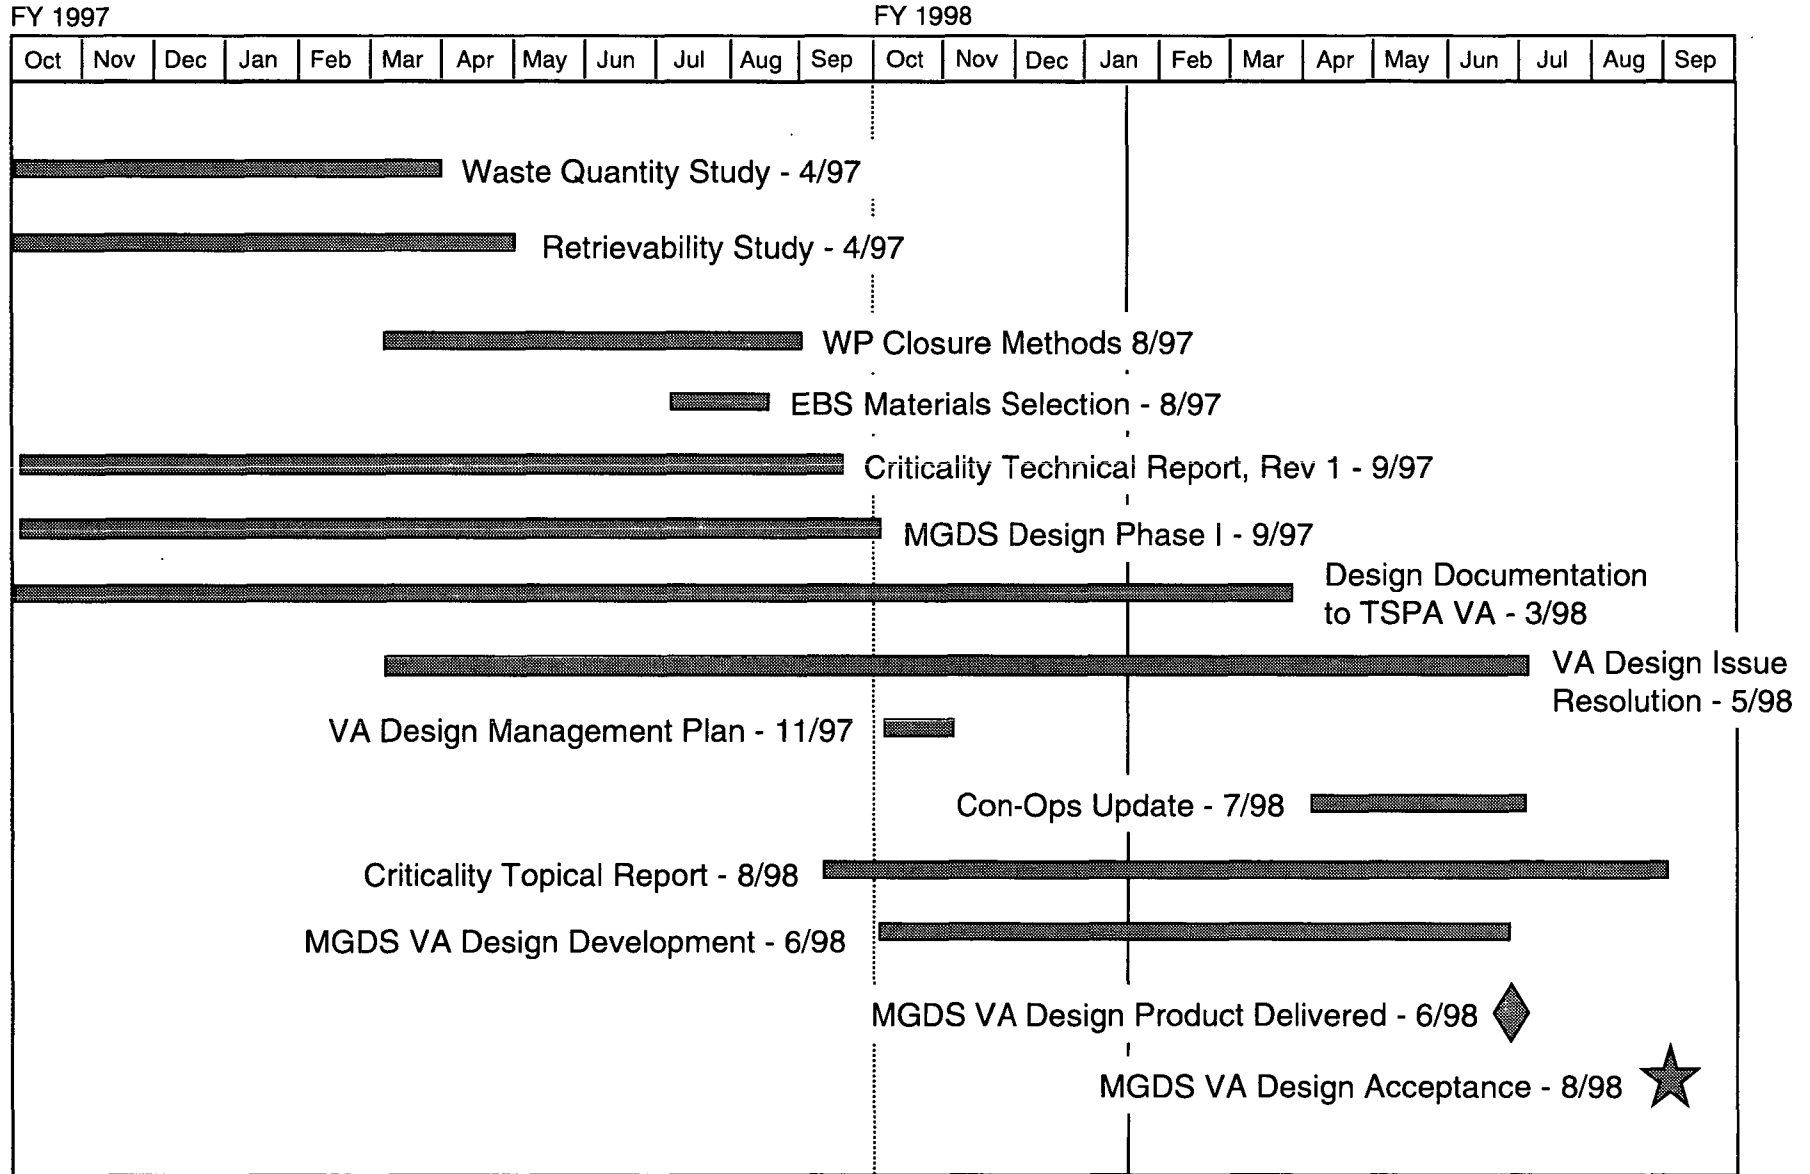 FY 1997 FY 1998
Oct Nov Dec Jan Feb Mar Apr May Jun Jul Aug Sep Oct Nov Dec Jan Feb Mar Apr May Jun Jul Aug Sep
Waste Quantity Study - 4/97
Retrievability Study - 4/97
WP Closure Methods 8/97
EBS Materials Selection - 8/97
Criticality Technical Report, Rev 1 - 9/97
MGDS Design Phase I - 9/97
Design Documentation
to TSPA VA - 3/98
VA Design Issue
Resolution - 5/98
VA Design Management Plan - 11/97
Con-Ops Update - 7/98
Criticality Topical Report - 8/98
MGDS VA Design Development - 6/98
MGDS VA Design Product Delivered - 6/98
MGDS VA Design Acceptance - 8/98